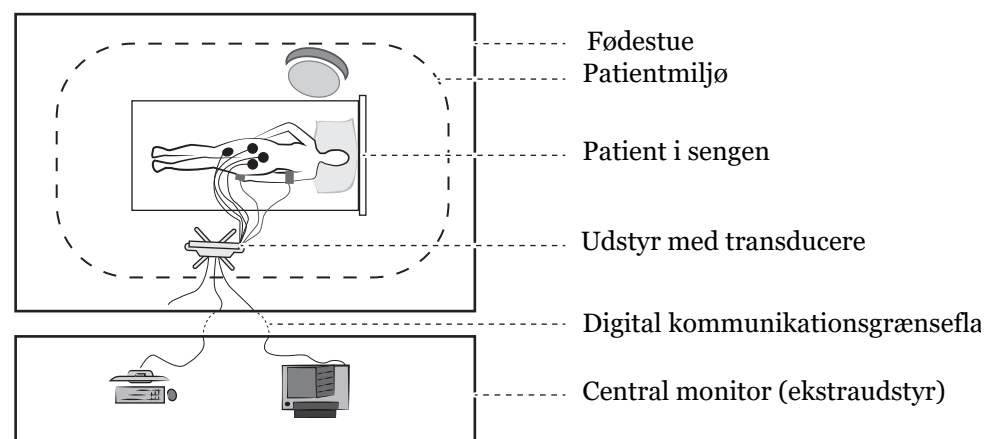 Fødestue
Patientmiljø
Patient i sengen
Udstyr med transducere
Digital kommunikationsgrænsefla
Central monitor (ekstraudstyr)